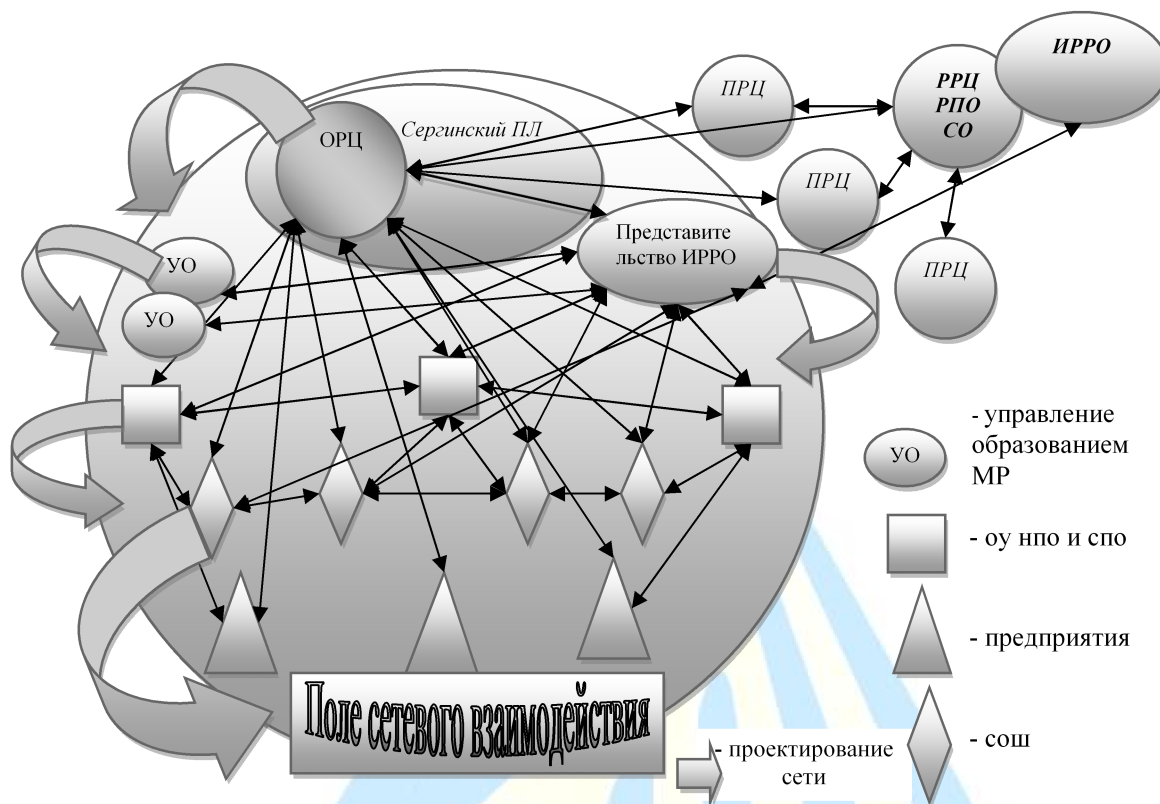 ИРРО
РРЦ
РПО
СО
ПРЦ
ОРЦ
Сергинский ПЛ
ПРЦ
Представите
льство ИРРО
ПРЦ
УО
УО
- управление
образованием
МР
УО
- оу нпо и спо
- предприятия
Поле сетевого взаимодействия
- сош
- проектирование
сети